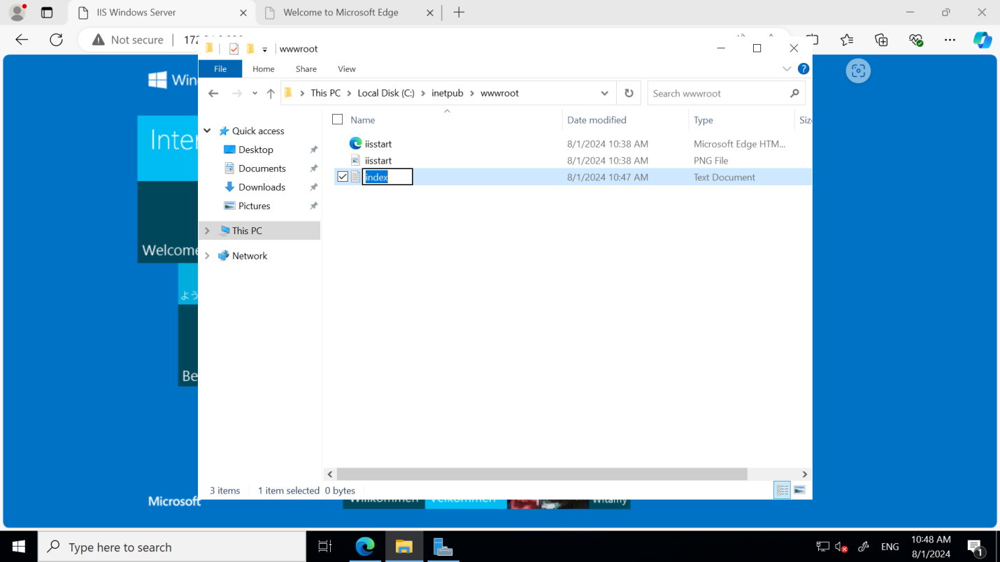 IIS Windows Server
Welcome to Microsoft Edge
Not secure
wwwroot
File
Home
Share
View
This PC
Local Disk (C:)
inetpub
wwwroot
Search wwwroot
Name
Date modified
Type
Quick access
Desktop
Documents
Downloads
Pictures
This PC
Network
iisstart
8/1/2024 10:38 AM
Microsoft Edge HTM...
iisstart
8/1/2024 10:38 AM
PNG File
index
8/1/2024 10:47 AM
Text Document
Inter
Welcome
よう
Be
3 items
1 item selected
0 bytes
Microsoft
Willkommen
Velkommen
Witamy
Type here to search
ENG
10:48 AM
8/1/2024
1